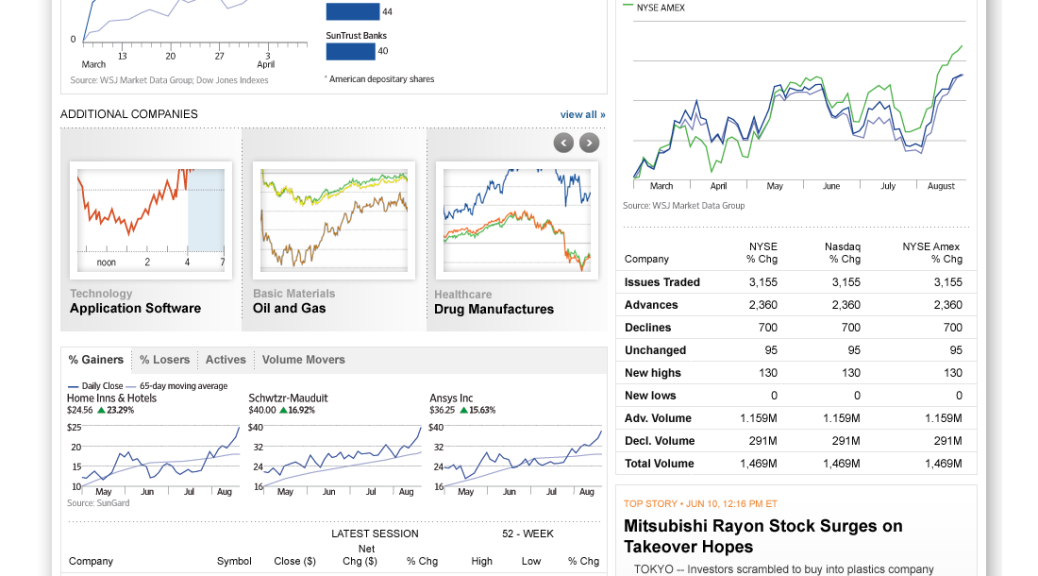 44
SunTrust Banks
40
0
13
20
27
3
March
April
Source: WSJ Market Data Group; Dow Jones Indexes
* American depositary shares
ADDITIONAL COMPANIES
view all »
noon 2 4 7
Technology
Application Software
Basic Materials
Oil and Gas
Healthcare
Drug Manufactures
% Gainers
% Losers
Actives
Volume Movers
Daily Close
65-day moving average
Home Inns & Hotels
$24.56 ▲23.29%
$25
20
15
10
May Jun Jul Aug
Source: SunGard
Schwtzr-Mauduit
$40.00 ▲16.92%
$40
32
24
16
May Jun Jul Aug
Ansys Inc
$36.25 ▲15.63%
$40
32
24
16
May Jun Jul Aug
LATEST SESSION
52 - WEEK
Company Symbol Close ($) Net Chg ($) % Chg High Low % Chg
NYSE AMEX
March April May June July August
Source: WSJ Market Data Group
Company NYSE % Chg Nasdaq % Chg NYSE Amex % Chg
Issues Traded 3,155 3,155 3,155
Advances 2,360 2,360 2,360
Declines 700 700 700
Unchanged 95 95 95
New highs 130 130 130
New lows 0 0 0
Adv. Volume 1.159M 1.159M 1.159M
Decl. Volume 291M 291M 291M
Total Volume 1,469M 1,469M 1,469M
TOP STORY • JUN 10, 12:16 PM ET
Mitsubishi Rayon Stock Surges on
Takeover Hopes
TOKYO -- Investors scrambled to buy into plastics company